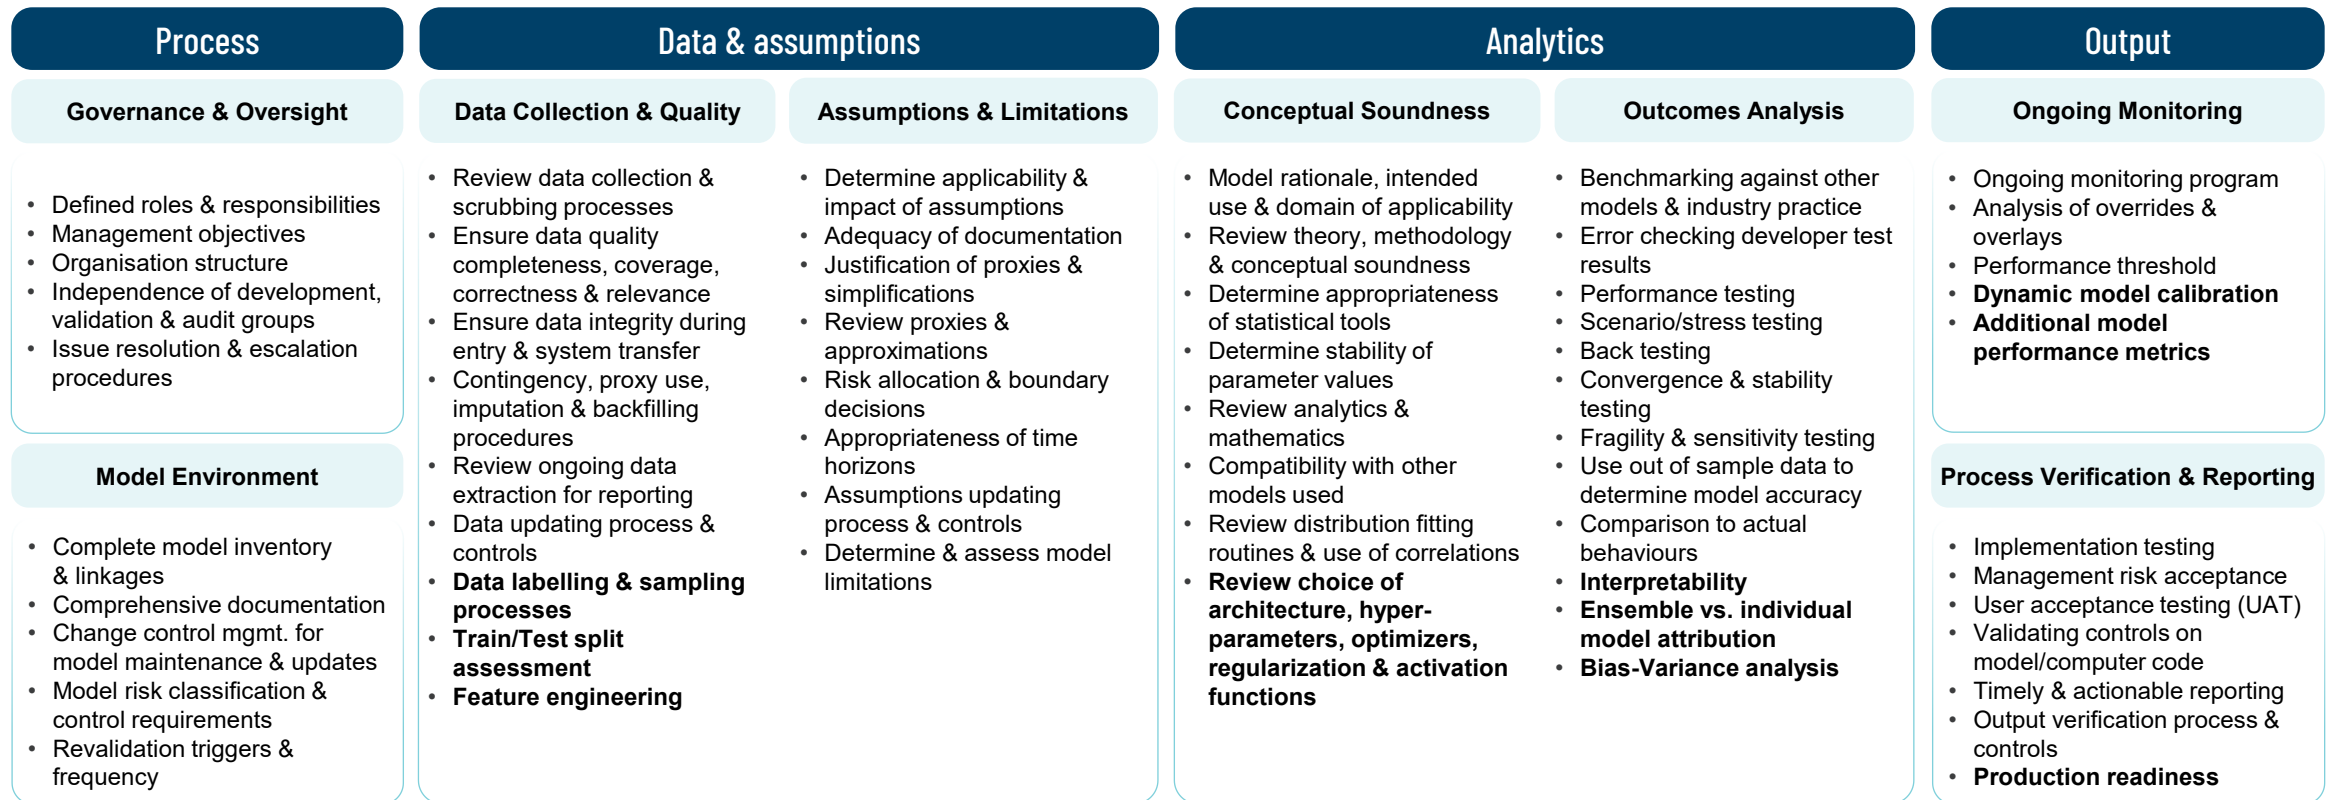 Process
Governance & Oversight
• Defined roles & responsibilities
• Management objectives
• Organisation structure
• Independence of development,
validation & audit groups
• Issue resolution & escalation
procedures
Model Environment
• Complete model inventory
& linkages
• Comprehensive documentation
• Change control mgmt. for
model maintenance & updates
• Model risk classification &
control requirements
• Revalidation triggers &
frequency
Data & assumptions
Data Collection & Quality
• Review data collection &
scrubbing processes
• Ensure data quality
completeness, coverage,
correctness & relevance
• Ensure data integrity during
entry & system transfer
• Contingency, proxy use,
imputation & backfilling
procedures
• Review ongoing data
extraction for reporting
• Data updating process &
controls
• Data labelling & sampling
processes
• Train/Test split
assessment
• Feature engineering
Assumptions & Limitations
• Determine applicability &
impact of assumptions
• Adequacy of documentation
• Justification of proxies &
simplifications
• Review proxies &
approximations
• Risk allocation & boundary
decisions
• Appropriateness of time
horizons
• Assumptions updating
process & controls
• Determine & assess model
limitations
Analytics
Conceptual Soundness
• Model rationale, intended
use & domain of applicability
• Review theory, methodology
& conceptual soundness
• Determine appropriateness
of statistical tools
• Determine stability of
parameter values
• Review analytics &
mathematics
• Compatibility with other
models used
• Review distribution fitting
routines & use of correlations
• Review choice of
architecture, hyper-
parameters, optimizers,
regularization & activation
functions
Outcomes Analysis
• Benchmarking against other
models & industry practice
• Error checking developer test
results
• Performance testing
• Scenario/stress testing
• Back testing
• Convergence & stability
testing
• Fragility & sensitivity testing
• Use out of sample data to
determine model accuracy
• Comparison to actual
behaviours
• Interpretability
• Ensemble vs. individual
model attribution
• Bias-Variance analysis
Output
Ongoing Monitoring
• Ongoing monitoring program
• Analysis of overrides &
overlays
• Performance threshold
• Dynamic model calibration
• Additional model
performance metrics
Process Verification & Reporting
• Implementation testing
• Management risk acceptance
• User acceptance testing (UAT)
• Validating controls on
model/computer code
• Timely & actionable reporting
• Output verification process &
controls
• Production readiness